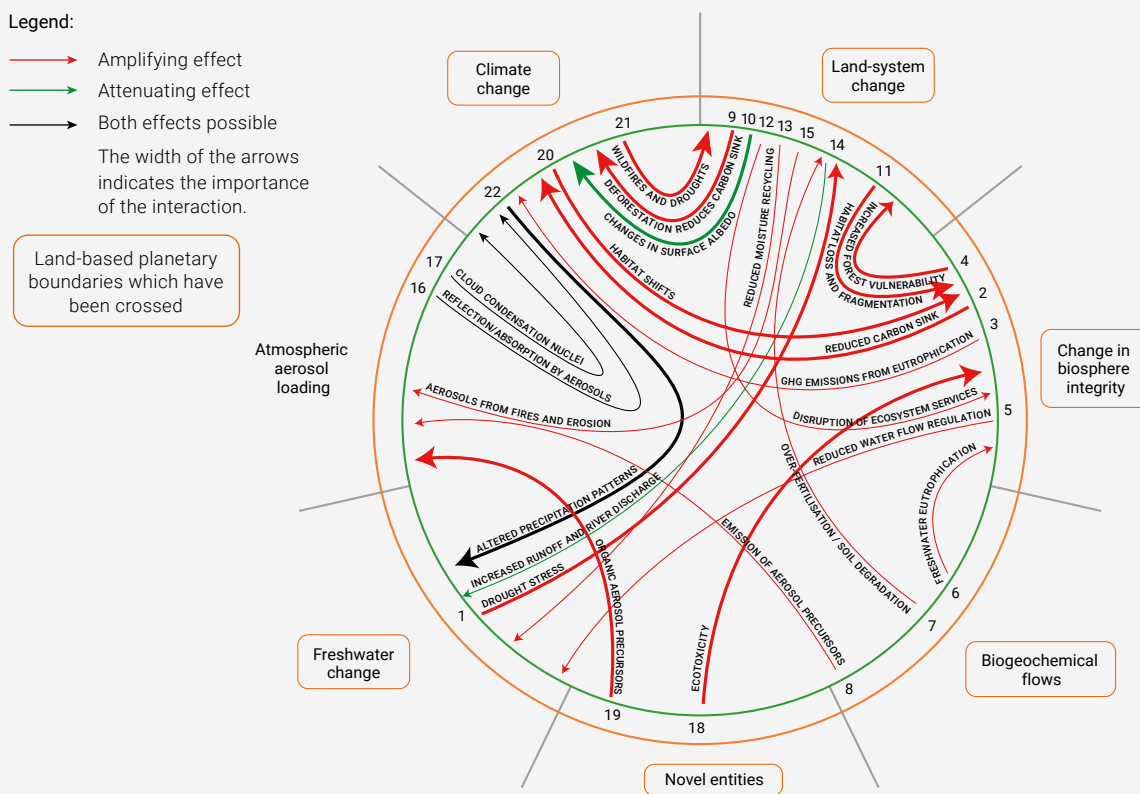 Legend:
Amplifying effect
Attenuating effect
Both effects possible
The width of the arrows
indicates the importance
of the interaction.
Land-based planetary
boundaries which have
been crossed
Climate
change
Land-system
change
Change in
biosphere
integrity
Biogeochemical
flows
Novel entities
Freshwater
change
Atmospheric
aerosol
loading
21
9
10
12
13
15
14
11
20
22
17
16
4
2
3
5
6
7
8
18
19
1
WILDFIRES AND DROUGHTS
DEFORESTATION REDUCES CARBON SINK
CHANGES IN SURFACE ALBEDO
REDUCED MOISTURE RECYCLING
HABITAT LOSS AND FRAGMENTATION
INCREASED FOREST VULNERABILITY
HABITAT SHIFTS
REDUCED CARBON SINK
GHG EMISSIONS FROM EUTROPHICATION
CLOUD CONDENSATION NUCLEI
REFLECTION/ABSORPTION BY AEROSOLS
AEROSOLS FROM FIRES AND EROSION
DISRUPTION OF ECOSYSTEM SERVICES
REDUCED WATER FLOW REGULATION
OVER-FERTILISATION / SOIL DEGRADATION
FRESHWATER EUTROPHICATION
ALTERED PRECIPITATION PATTERNS
INCREASED RUNOFF AND RIVER DISCHARGE
DROUGHT STRESS
ORGANIC AEROSOL PRECURSORS
EMISSION OF AEROSOL PRECURSORS
ECOTOXICITY